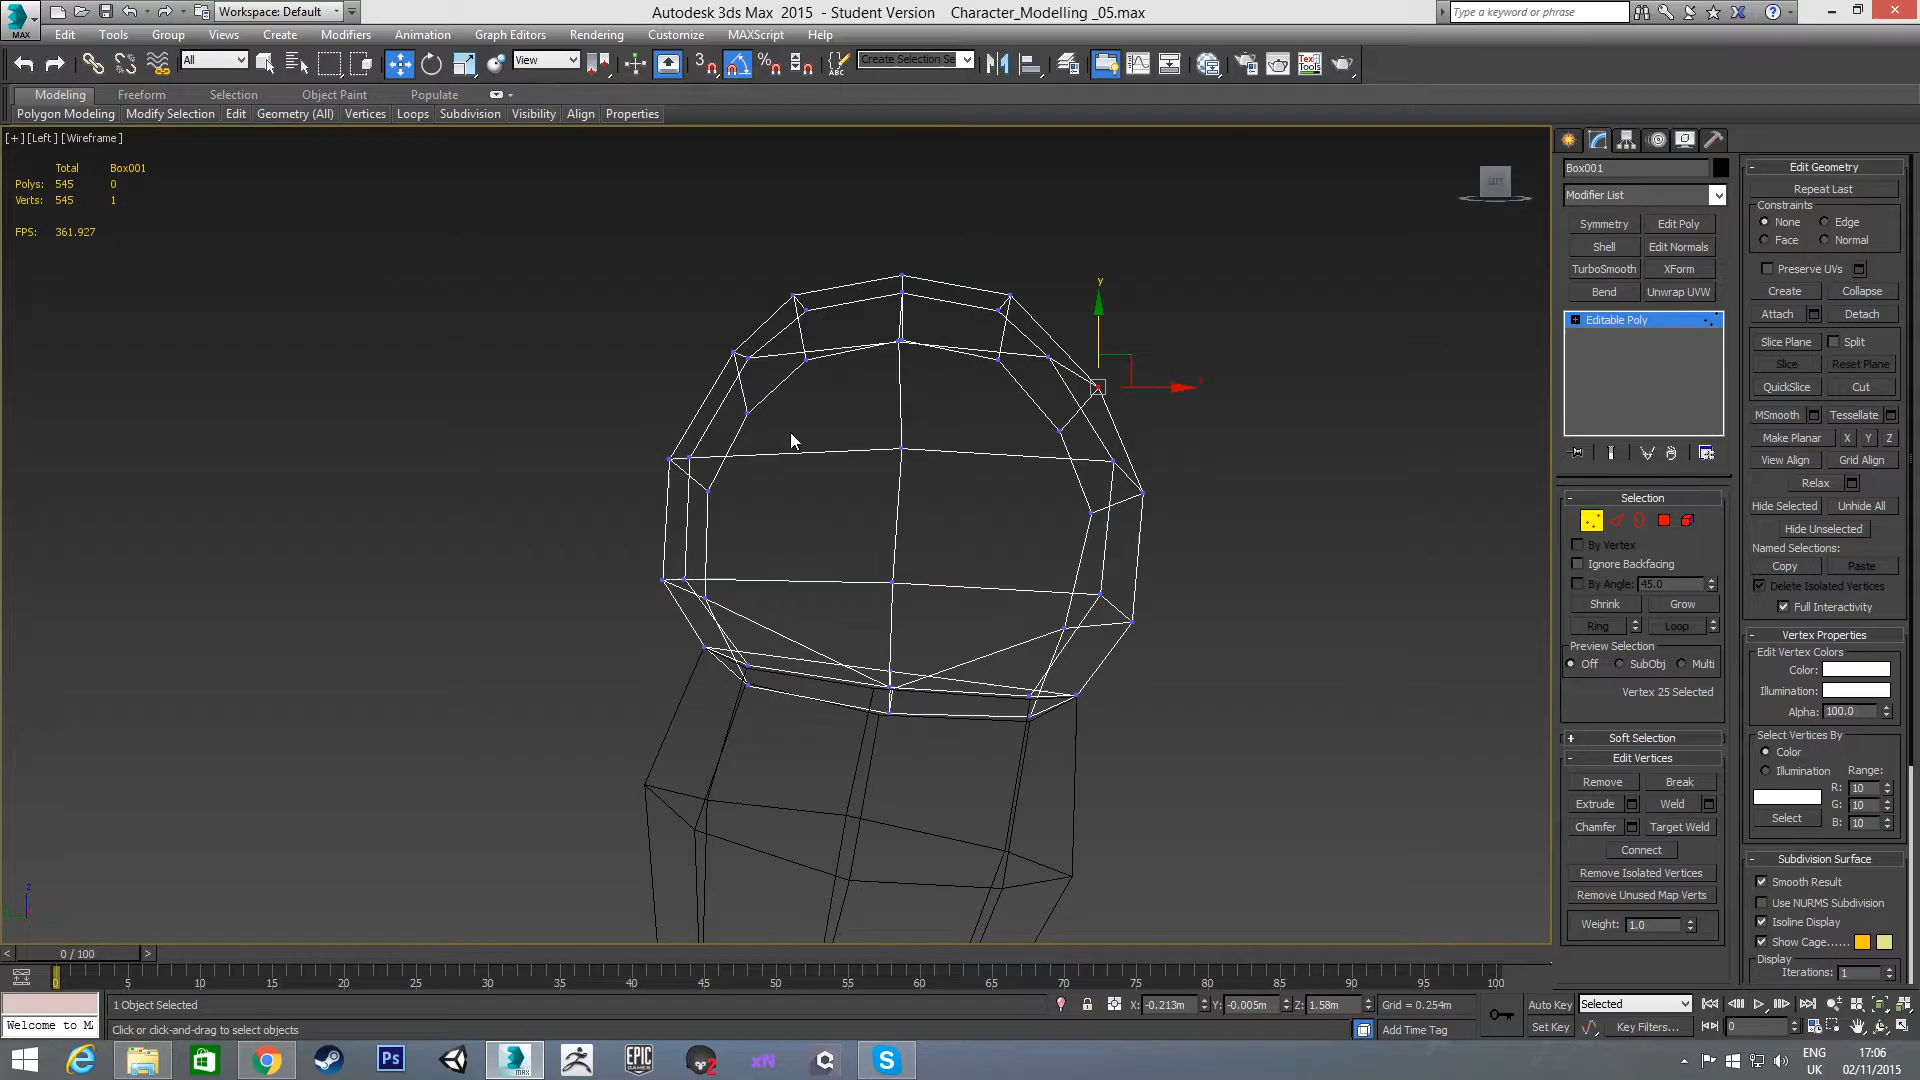 Workspace: Default
Autodesk 3ds Max 2015 - Student Version Character_Modelling _05.max
Type a keyword or phrase
MAX
Edit Tools Group Views Create Modifiers Animation Graph Editors Rendering Customize MAXScript Help
All
View
3
ABC
Create Selection Se
Tex Tools
Modeling Freeform Selection Object Paint Populate
Polygon Modeling Modify Selection Edit Geometry (All) Vertices Loops Subdivision Visibility Align Properties
[+] [Left] [Wireframe]
Total Box001
Polys: 545 0
Verts: 545 1
FPS: 361.927
LEFT
y
x
z
Box001
Modifier List
Symmetry Edit Poly
Shell Edit Normals
TurboSmooth XForm
Bend Unwrap UVW
Editable Poly
Selection
By Vertex
Ignore Backfacing
By Angle: 45.0
Shrink Grow
Ring Loop
Preview Selection
Off SubObj Multi
Vertex 25 Selected
Soft Selection
Edit Vertices
Remove Break
Extrude Weld
Chamfer Target Weld
Connect
Remove Isolated Vertices
Remove Unused Map Verts
Weight: 1.0
Edit Geometry
Repeat Last
Constraints
None Edge
Face Normal
Preserve UVs
Create Collapse
Attach Detach
Slice Plane Split
Slice Reset Plane
QuickSlice Cut
MSmooth Tessellate
Make Planar X Y Z
View Align Grid Align
Relax
Hide Selected Unhide All
Hide Unselected
Named Selections:
Copy Paste
Delete Isolated Vertices
Full Interactivity
Vertex Properties
Edit Vertex Colors
Color:
Illumination:
Alpha: 100.0
Select Vertices By
Color
Illumination Range:
R: 10
G: 10
B: 10
Select
Subdivision Surface
Smooth Result
Use NURMS Subdivision
Isoline Display
Show Cage......
Display
Iterations: 1
< 0 / 100 >
0 5 10 15 20 25 30 35 40 45 50 55 60 65 70 75 80 85 90 95 100
1 Object Selected
X: -0.213m Y: -0.005m Z: 1.58m Grid = 0.254m
Auto Key Selected
Welcome to M
Click or click-and-drag to select objects
Add Time Tag
Set Key Key Filters... 0
Ps
MAX
EPIC GAMES
2
xN
S
ENG
UK
17:06
02/11/2015